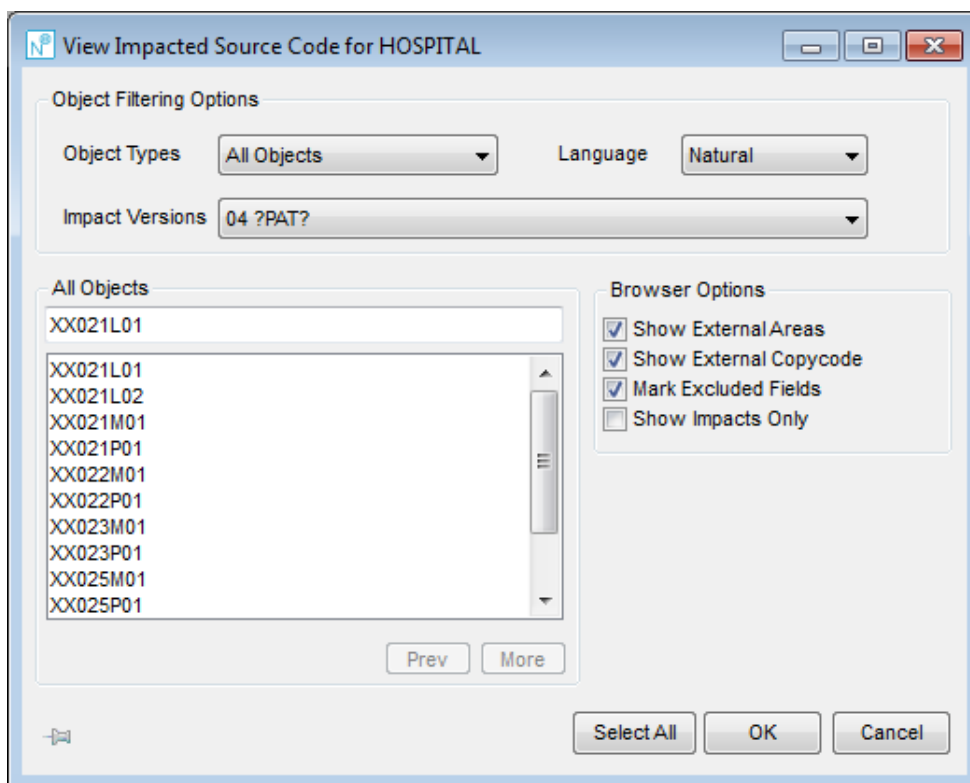 View Impacted Source Code for HOSPITAL
Object Filtering Options
Object Types All Objects Language Natural
Impact Versions 04 ?PAT?
All Objects
XX021L01
XX021L01
XX021L02
XX021M01
XX021P01
XX022M01
XX022P01
XX023M01
XX023P01
XX025M01
XX025P01
Prev More
Browser Options
Show External Areas
Show External Copycode
Mark Excluded Fields
Show Impacts Only
Select All OK Cancel